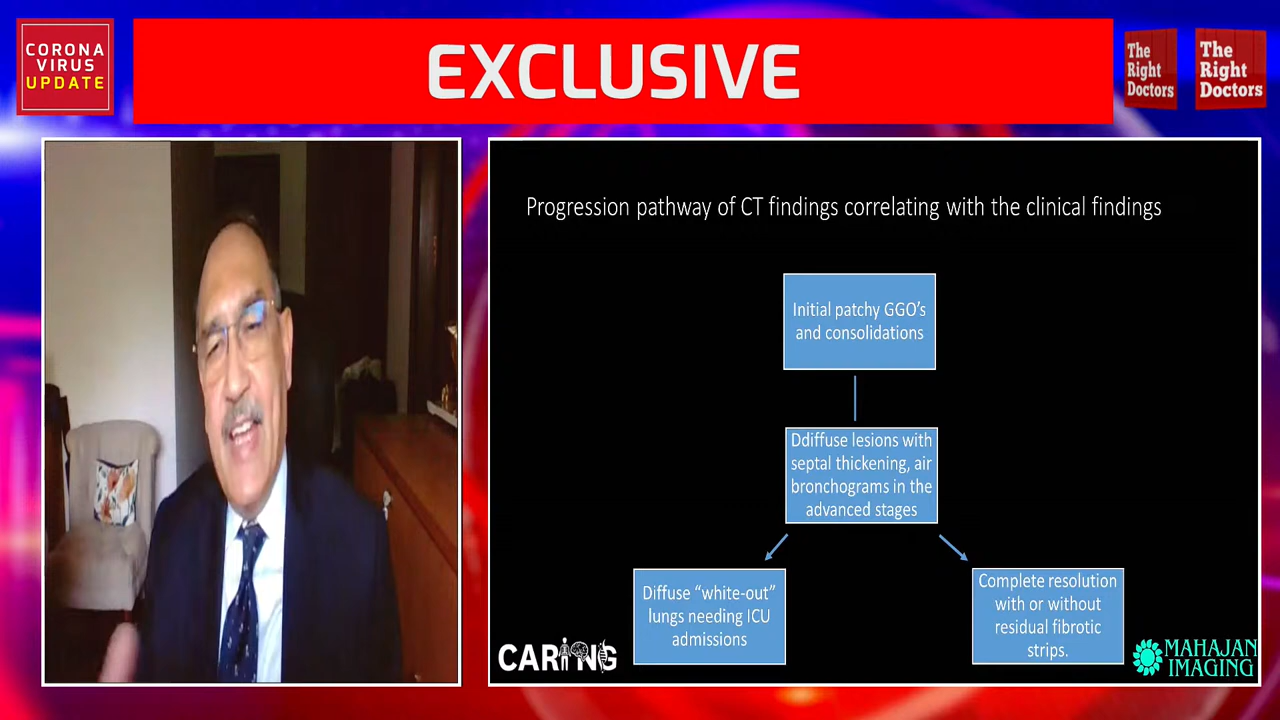 CORONA
VIRUS
UPDATE
EXCLUSIVE
The
Right
Doctors
The
Right
Doctors
Progression pathway of CT findings correlating with the clinical findings
Initial patchy GGO's
and consolidations
Ddiffuse lesions with
septal thickening, air
bronchograms in the
advanced stages
Diffuse “white-out”
lungs needing ICU
admissions
Complete resolution
with or without
residual fibrotic
strips.
CARING
MAHAJAN
IMAGING